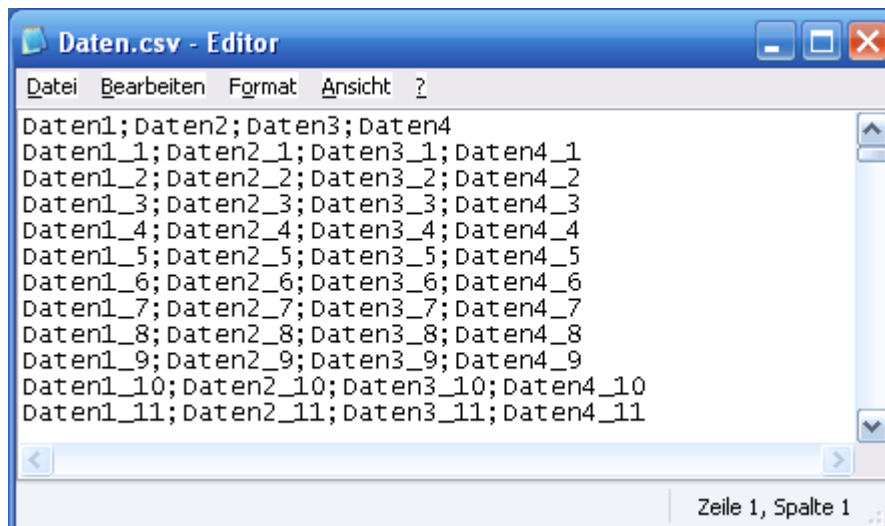 Daten.csv - Editor
Datei Bearbeiten Format Ansicht ?
Daten1;Daten2;Daten3;Daten4
Daten1_1;Daten2_1;Daten3_1;Daten4_1
Daten1_2;Daten2_2;Daten3_2;Daten4_2
Daten1_3;Daten2_3;Daten3_3;Daten4_3
Daten1_4;Daten2_4;Daten3_4;Daten4_4
Daten1_5;Daten2_5;Daten3_5;Daten4_5
Daten1_6;Daten2_6;Daten3_6;Daten4_6
Daten1_7;Daten2_7;Daten3_7;Daten4_7
Daten1_8;Daten2_8;Daten3_8;Daten4_8
Daten1_9;Daten2_9;Daten3_9;Daten4_9
Daten1_10;Daten2_10;Daten3_10;Daten4_10
Daten1_11;Daten2_11;Daten3_11;Daten4_11
Zeile 1, Spalte 1